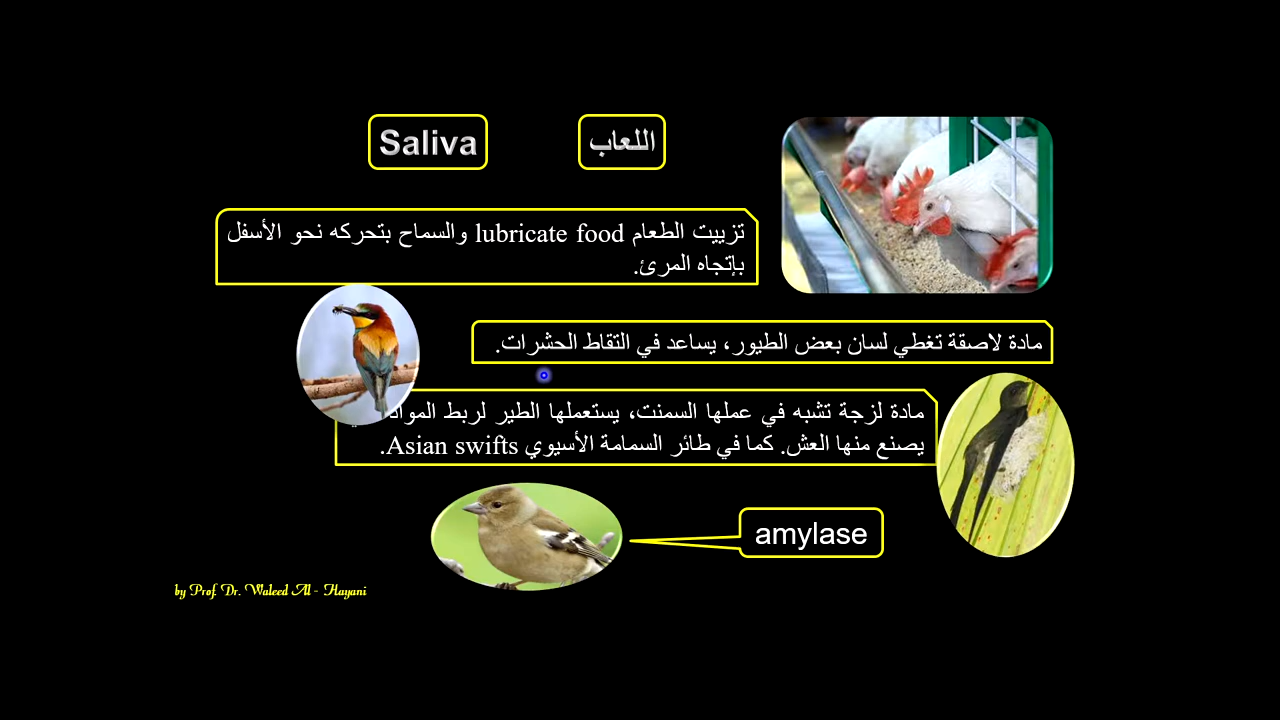 Saliva
اللعاب
تزييت الطعام lubricate food والسماح بتحركه نحو الأسفل
بإتجاه المرئ.
مادة لاصقة تغطي لسان بعض الطيور، يساعد في التقاط الحشرات.
مادة لزجة تشبه في عملها السمنت، يستعملها الطير لربط المواد
يصنع منها العش. كما في طائر السمامة الأسيوي Asian swifts.
amylase
by Prof. Dr. Waleed Al - Hayani